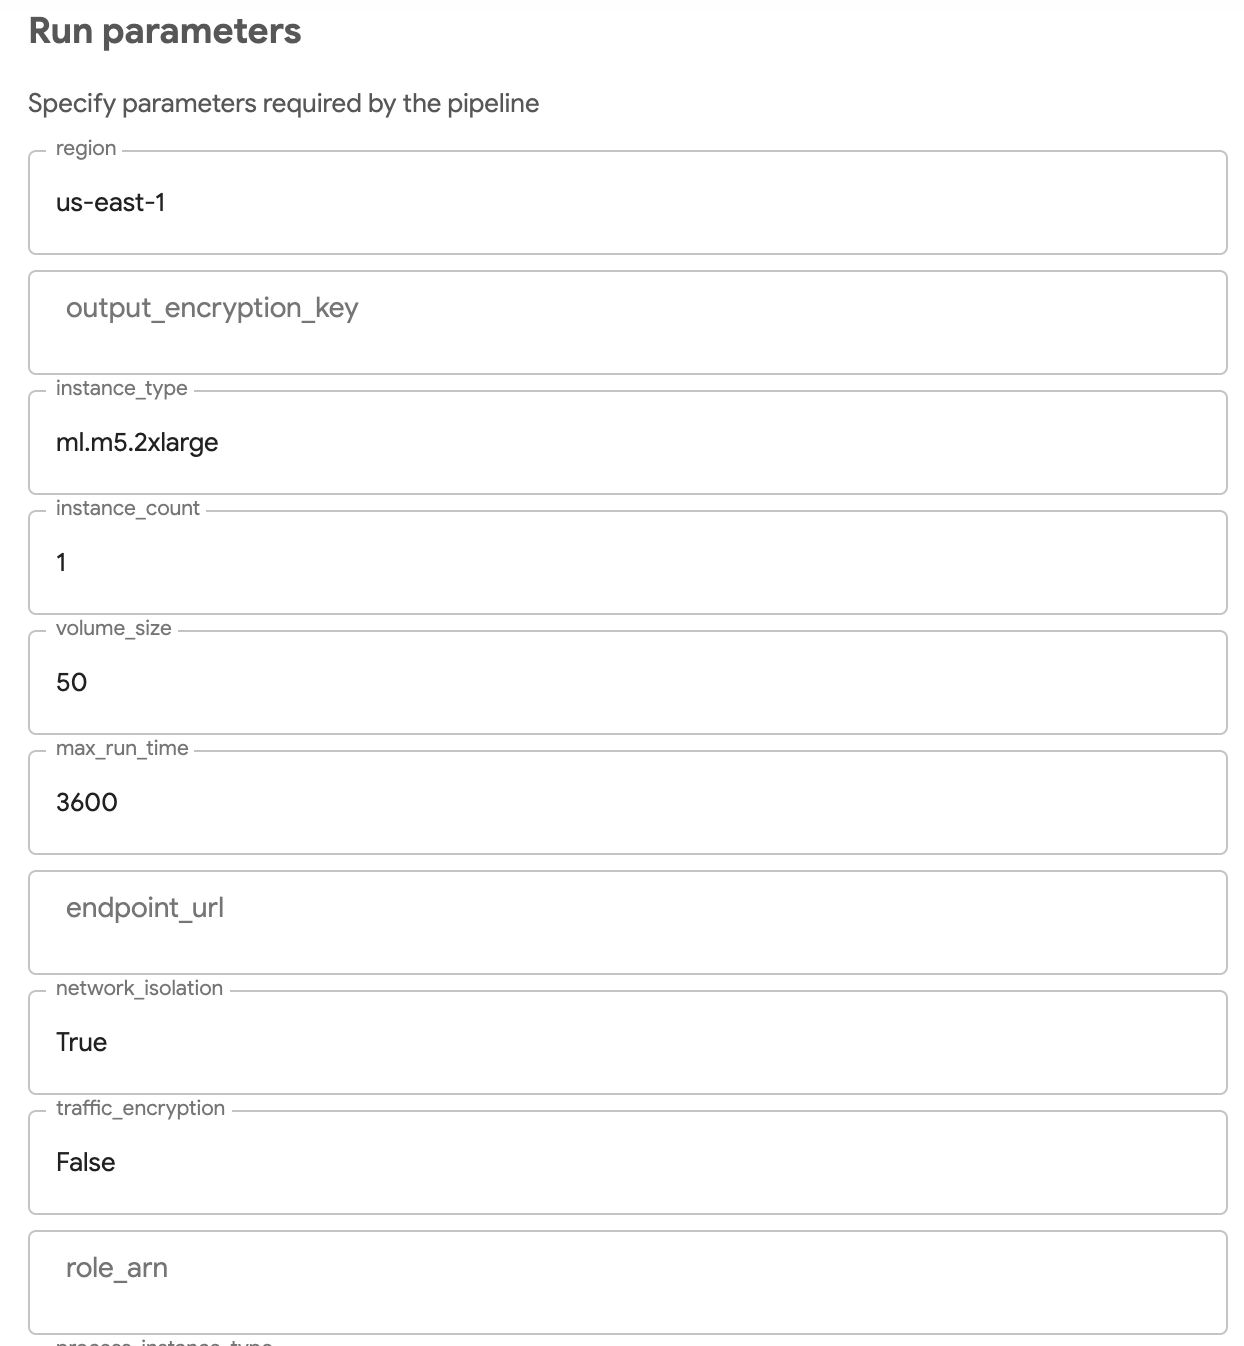 Run parameters
Specify parameters required by the pipeline
region
us-east-1
output_encryption_key
instance_type
ml.m5.2xlarge
instance_count
1
volume_size
50
max_run_time
3600
endpoint_url
network_isolation
True
traffic_encryption
False
role_arn
process_instance_type